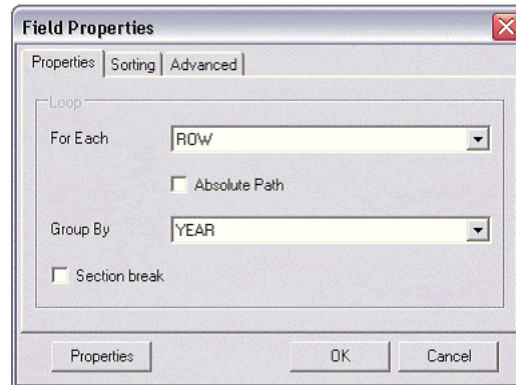 Field Properties
Properties Sorting Advanced
Loop
For Each ROW
Absolute Path
Group By YEAR
Section break
Properties OK Cancel